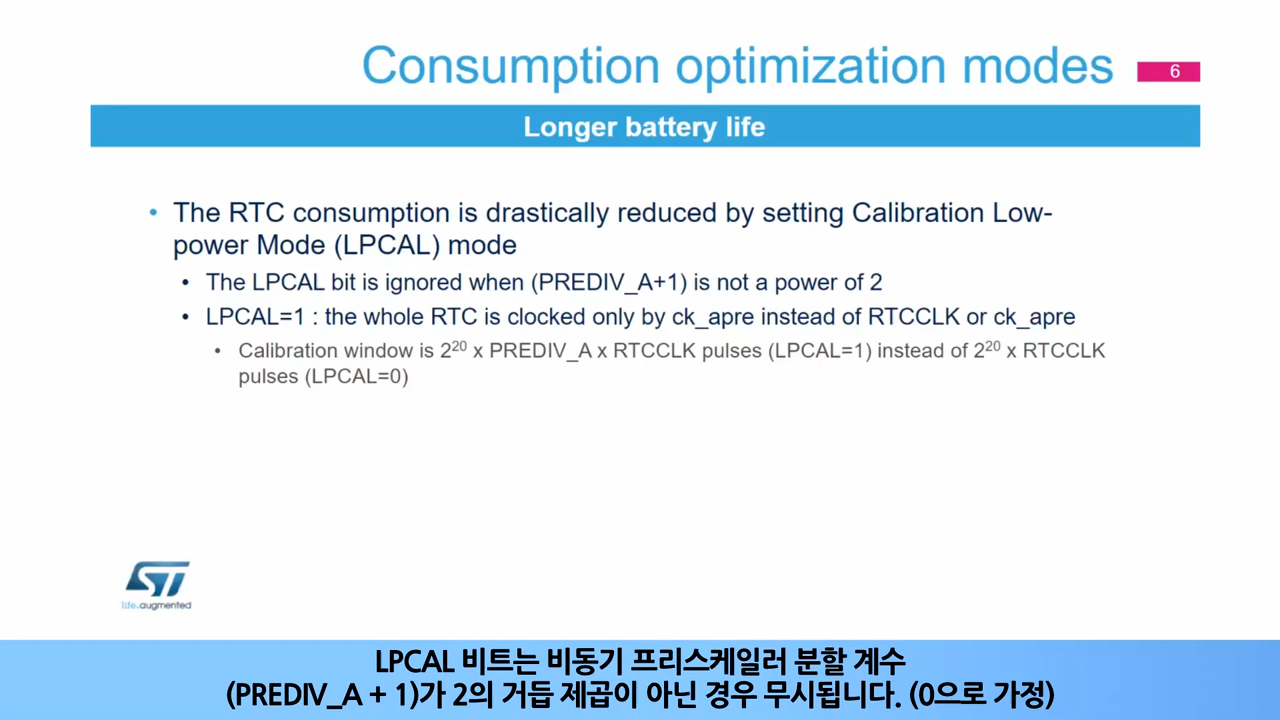 Consumption optimization modes
6
Longer battery life
• The RTC consumption is drastically reduced by setting Calibration Low-
power Mode (LPCAL) mode
• The LPCAL bit is ignored when (PREDIV_A+1) is not a power of 2
• LPCAL=1 : the whole RTC is clocked only by ck_apre instead of RTCCLK or ck_apre
• Calibration window is 2²⁰ x PREDIV_A x RTCCLK pulses (LPCAL=1) instead of 2²⁰ x RTCCLK
pulses (LPCAL=0)
ST
life.augmented
LPCAL 비트는 비동기 프리스케일러 분할 계수
(PREDIV_A + 1)가 2의 거듭 제곱이 아닌 경우 무시됩니다. (0으로 가정)